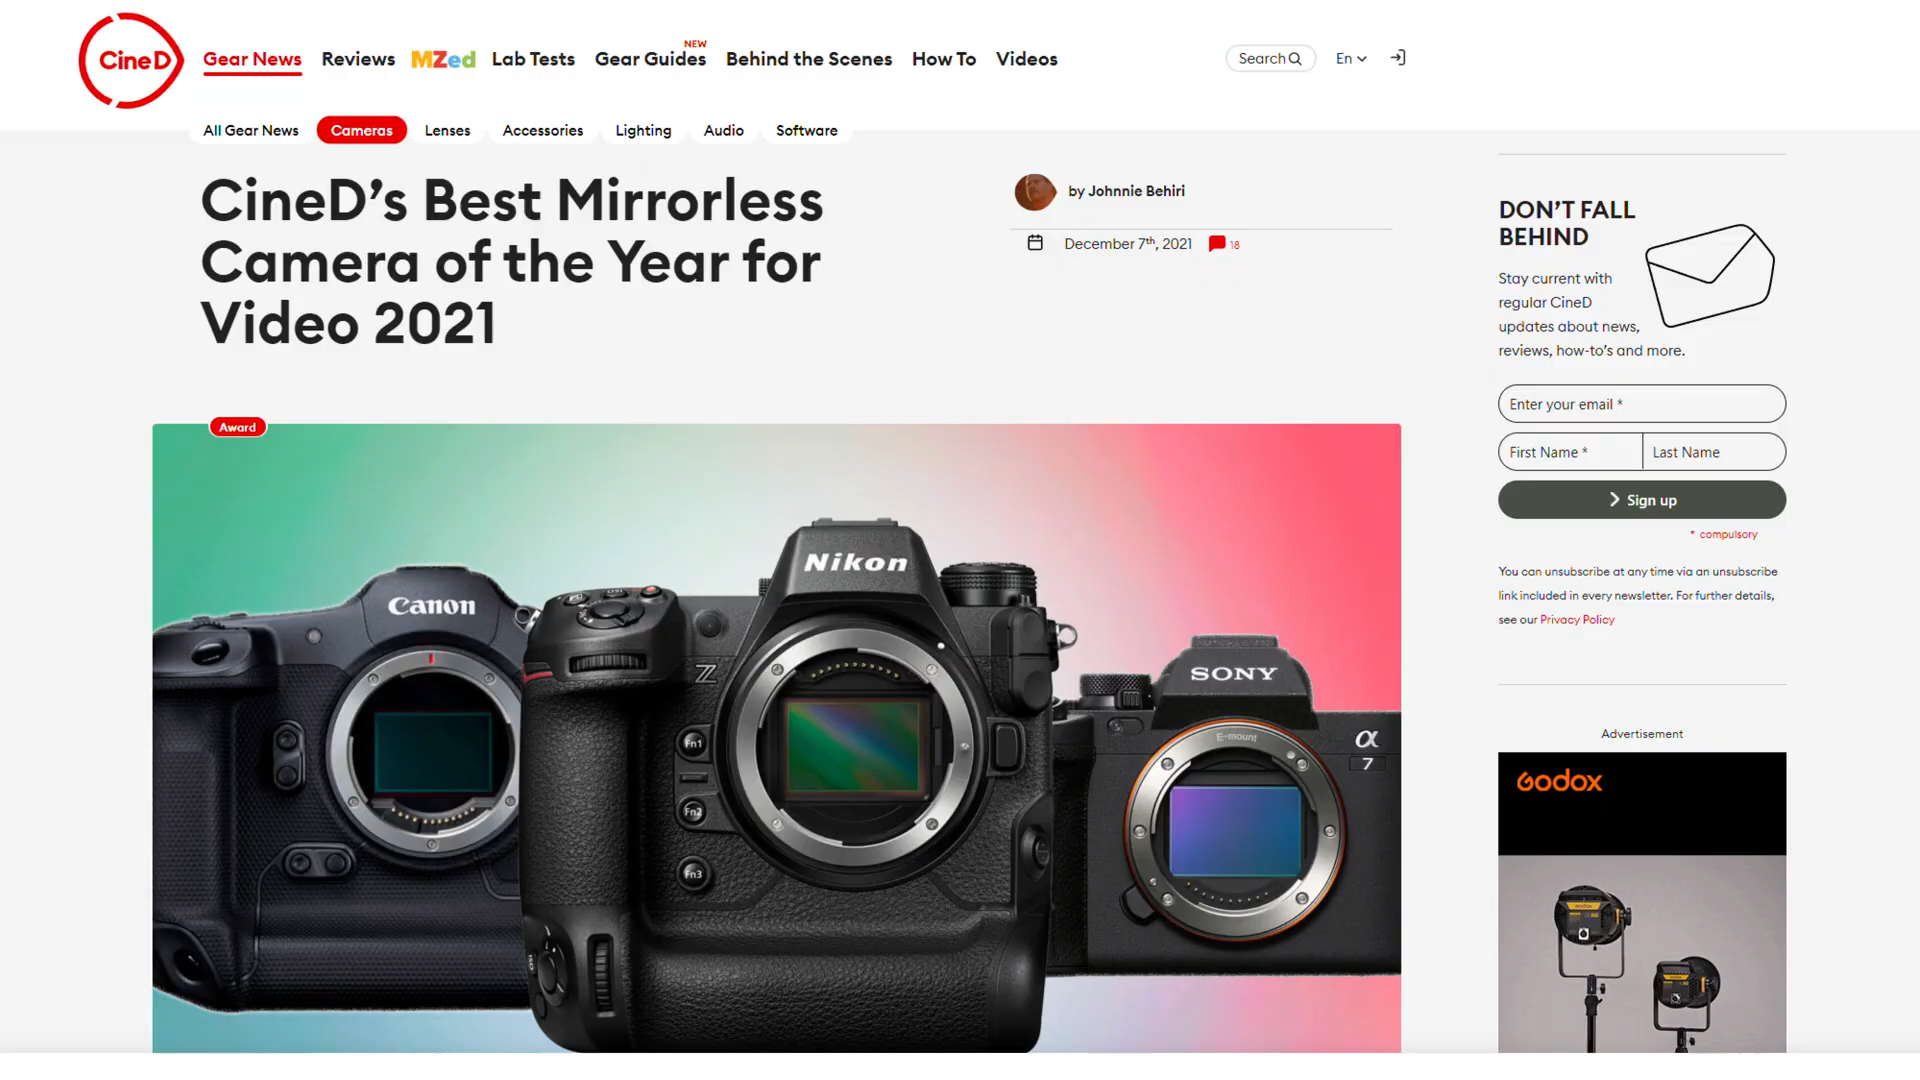 CineD
Gear News
Reviews
MZed
Lab Tests
Gear Guides
NEW
Behind the Scenes
How To
Videos
Search
En
All Gear News
Cameras
Lenses
Accessories
Lighting
Audio
Software
CineD’s Best Mirrorless
Camera of the Year for
Video 2021
by Johnnie Behiri
December 7th, 2021
18
Award
Canon
Nikon
Z
Fn1
Fn2
Fn3
ISO
SONY
E-mount
α
7
DON’T FALL
BEHIND
Stay current with
regular CineD
updates about news,
reviews, how-to’s and more.
Enter your email *
First Name *
Last Name
Sign up
* compulsory
You can unsubscribe at any time via an unsubscribe
link included in every newsletter. For further details,
see our Privacy Policy
Advertisement
Godox